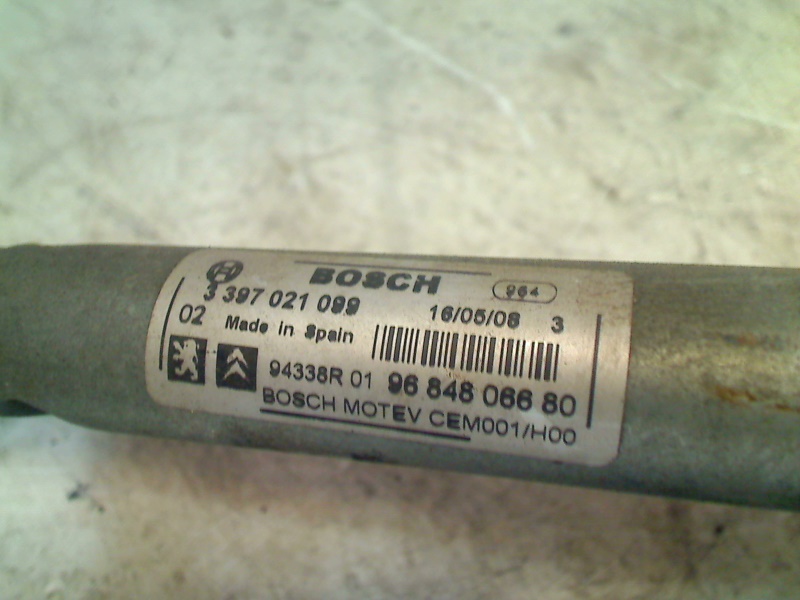 BOSCH 964
3 397 021 099 16/05/08 3
02 Made in Spain
94338R 01 96 848 066 80
BOSCH MOTEV CEM001/H00